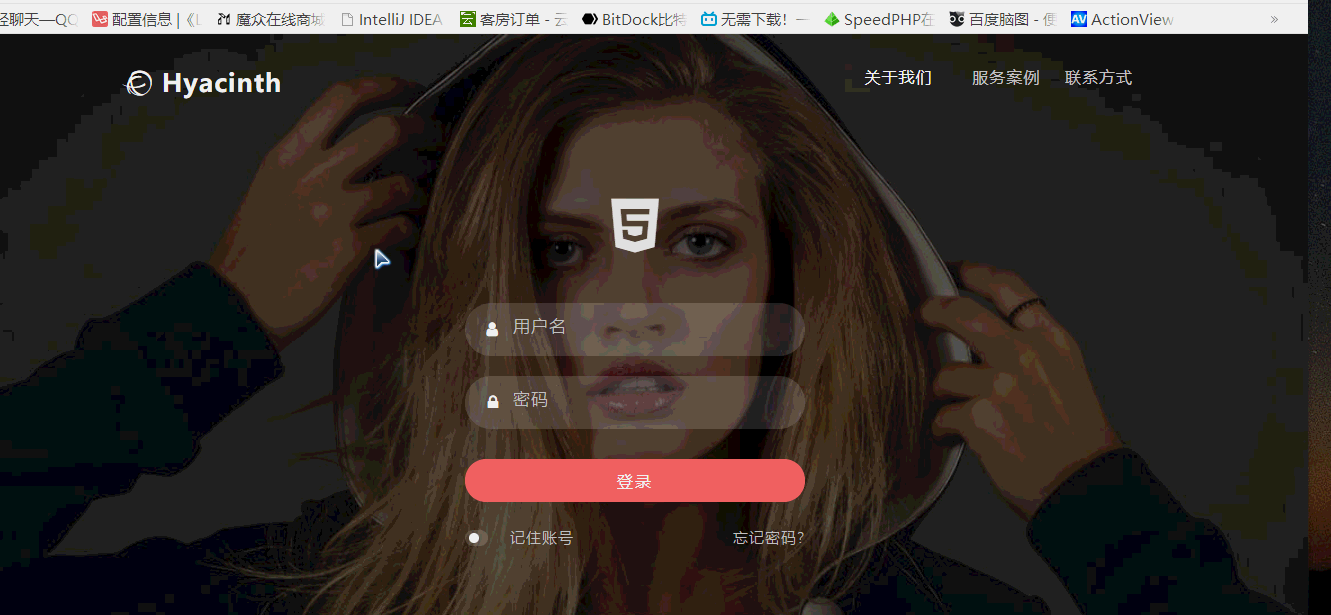 轻聊天—QQ 配置信息 | 《L 魔众在线商城 IntelliJ IDEA 客房订单 - 云 BitDock比特 无需下载！一 SpeedPHP在 百度脑图 - 便 ActionView »
Hyacinth 关于我们 服务案例 联系方式
5
用户名
密码
登录
记住账号 忘记密码?